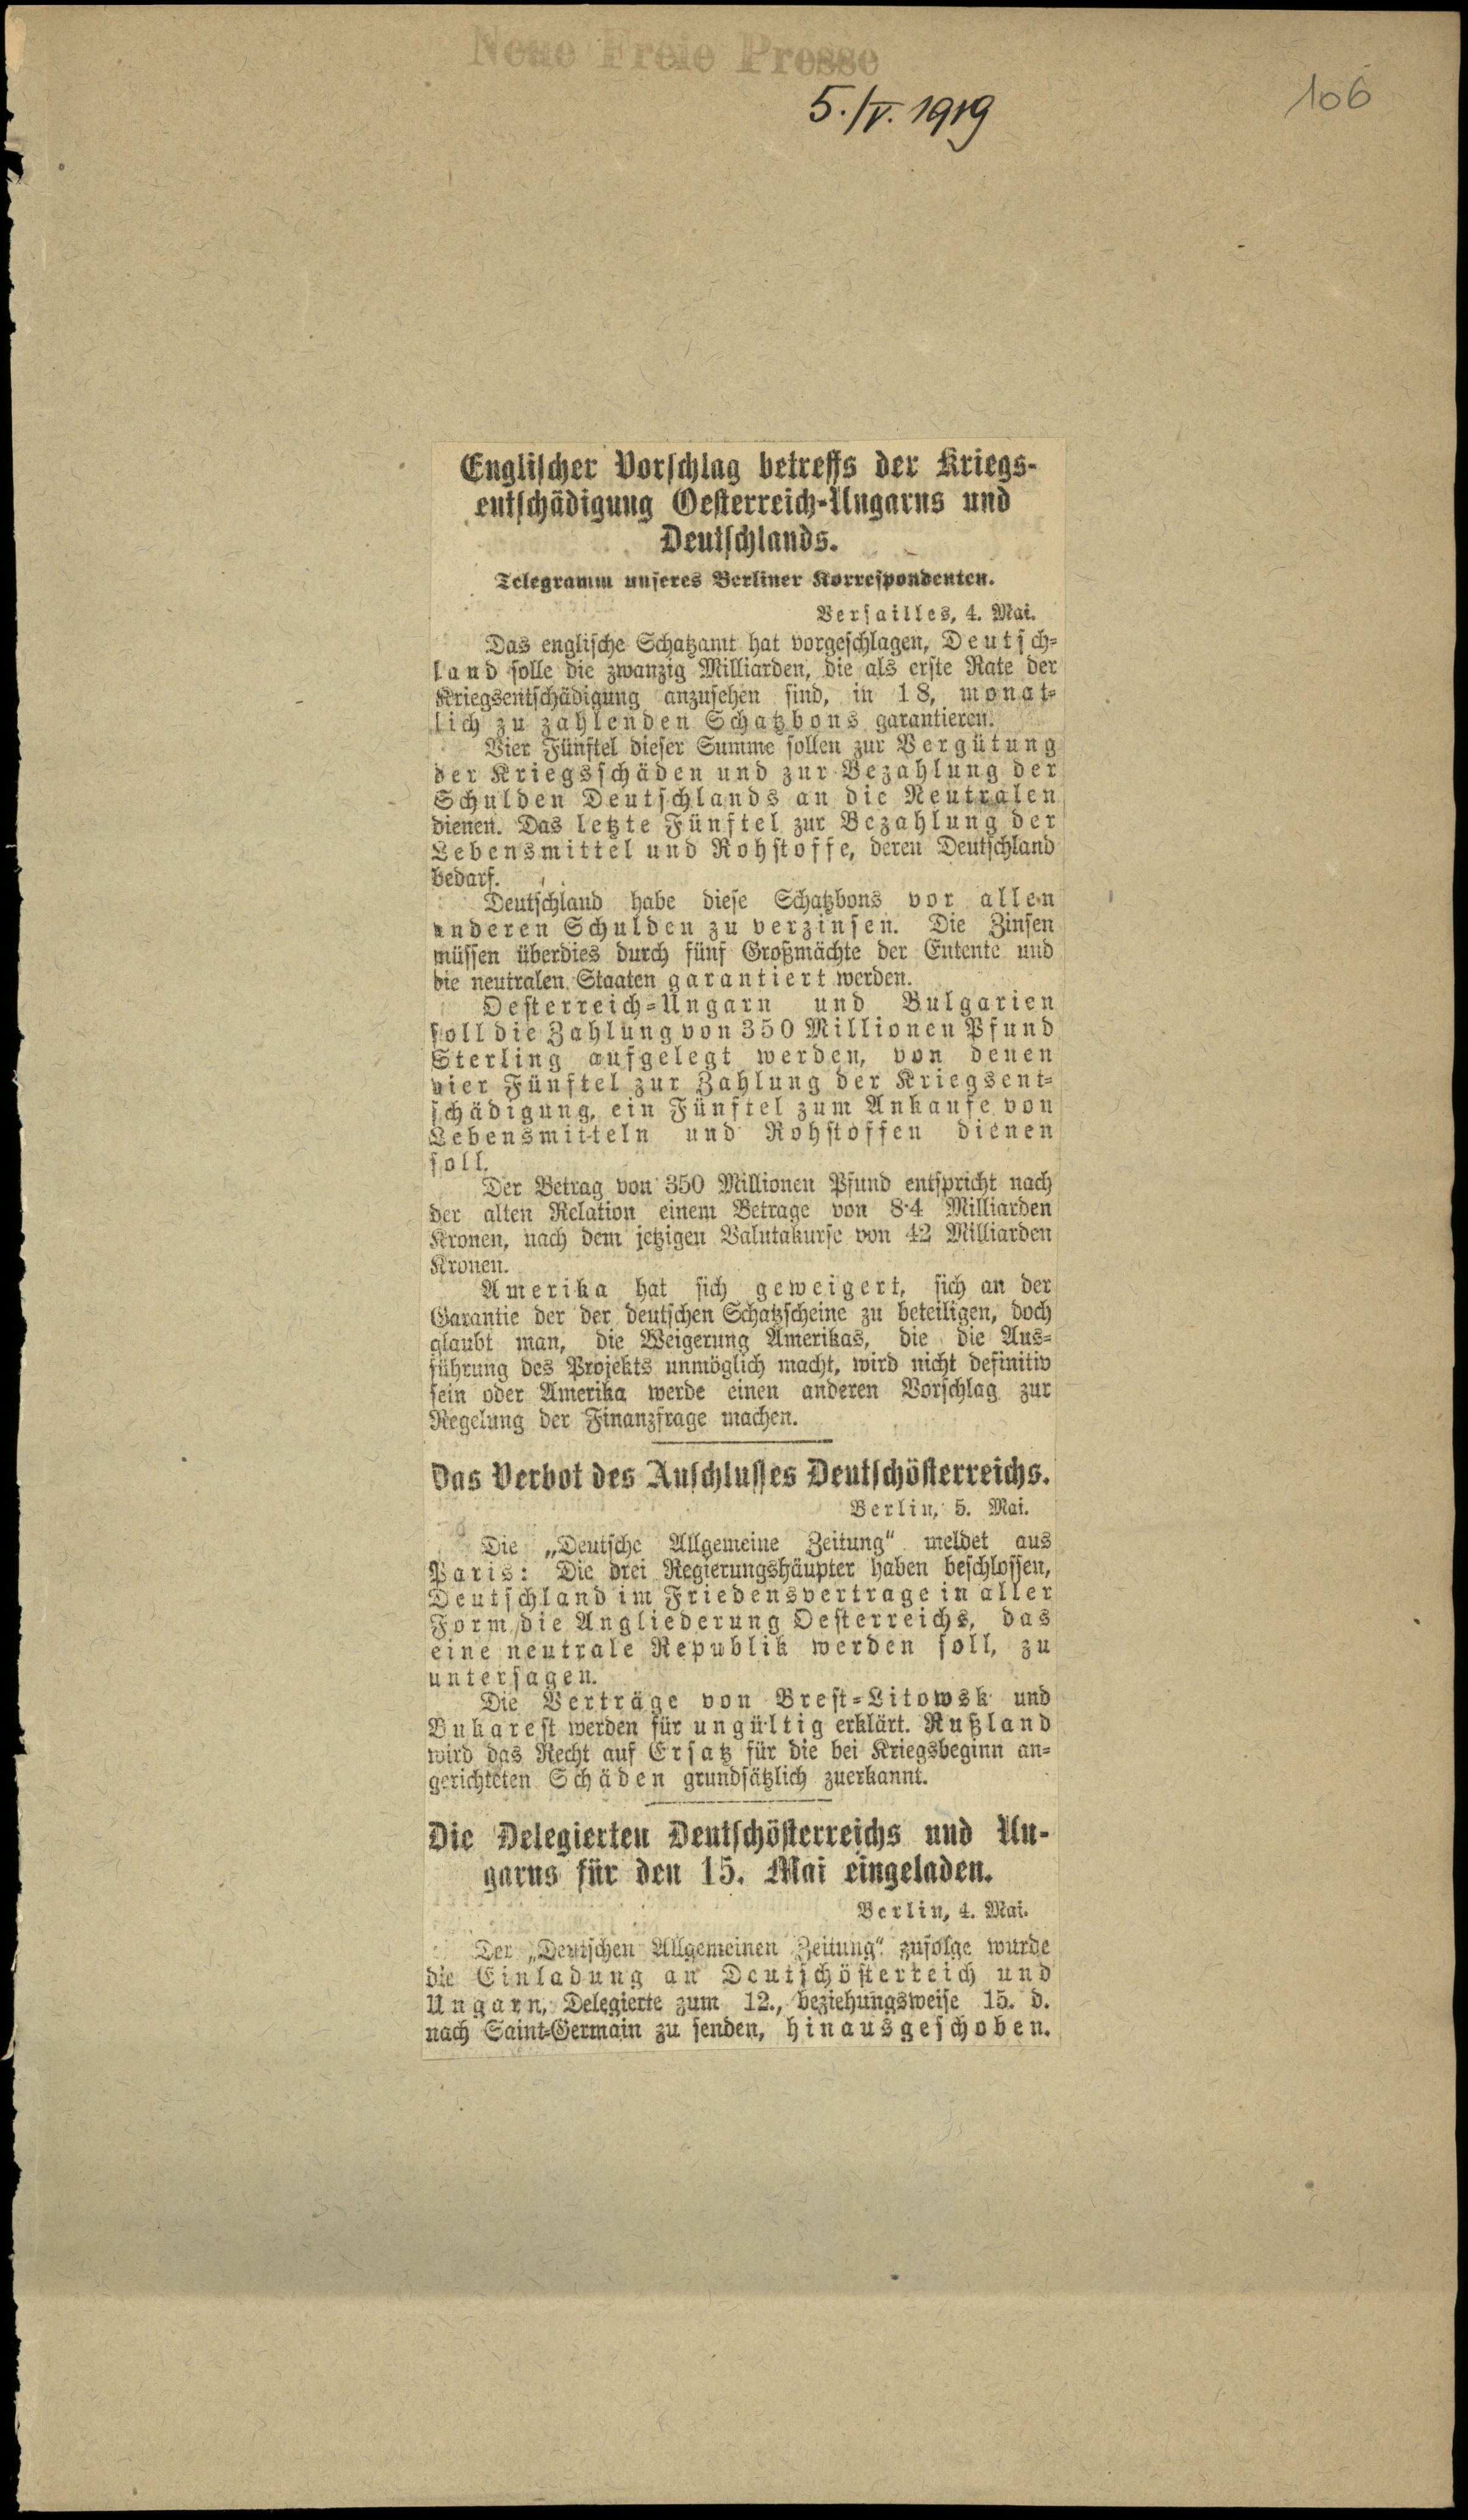 Neue Freie Presse
5./V. 1919
106
Englischer Vorschlag betreffs der Kriegs-
entschädigung Oesterreich-Ungarns und
Deutschlands.
Telegramm unseres Berliner Korrespondenten.
Versailles, 4. Mai.
Das englische Schatzamt hat vorgeschlagen, Deutsch-
land solle die zwanzig Milliarden, die als erste Rate der
Kriegsentschädigung anzusehen sind, in 18, monat-
lich zu zahlenden Schatzbons garantieren.
Vier Fünftel dieser Summe sollen zur Vergütung
der Kriegsschäden und zur Bezahlung der
Schulden Deutschlands an die Neutralen
dienen. Das letzte Fünftel zur Bezahlung der
Lebensmittel und Rohstoffe, deren Deutschland
bedarf.
Deutschland habe diese Schatzbons vor allen
anderen Schulden zu verzinsen. Die Zinsen
müssen überdies durch fünf Großmächte der Entente und
die neutralen Staaten garantiert werden.
Oesterreich-Ungarn und Bulgarien
soll die Zahlung von 350 Millionen Pfund
Sterling aufgelegt werden, von denen
vier Fünftel zur Zahlung der Kriegsent-
schädigung, ein Fünftel zum Ankaufe von
Lebensmitteln und Rohstoffen dienen
soll.
Der Betrag von 350 Millionen Pfund entspricht nach
der alten Relation einem Betrage von 8·4 Milliarden
Kronen, nach dem jetzigen Valutakurse von 42 Milliarden
Kronen.
Amerika hat sich geweigert, sich an der
Garantie der der deutschen Schatzscheine zu beteiligen, doch
glaubt man, die Weigerung Amerikas, die die Aus-
führung des Projekts unmöglich macht, wird nicht definitiv
sein oder Amerika werde einen anderen Vorschlag zur
Regelung der Finanzfrage machen.
Das Verbot des Anschlusses Deutschösterreichs.
Berlin, 5. Mai.
Die „Deutsche Allgemeine Zeitung" meldet aus
Paris: Die drei Regierungshäupter haben beschlossen,
Deutschland im Friedensvertrage in aller
Form die Angliederung Oesterreichs, das
eine neutrale Republik werden soll, zu
untersagen.
Die Verträge von Brest-Litowsk und
Bukarest werden für ungültig erklärt. Rußland
wird das Recht auf Ersatz für die bei Kriegsbeginn an-
gerichteten Schäden grundsätzlich zuerkannt.
Die Delegierten Deutschösterreichs und Un-
garns für den 15. Mai eingeladen.
Berlin, 4. Mai.
Der „Deutschen Allgemeinen Zeitung" zufolge wurde
die Einladung an Deutschösterreich und
Ungarn, Delegierte zum 12., beziehungsweise 15. d.
nach Saint-Germain zu senden, hinausgeschoben.